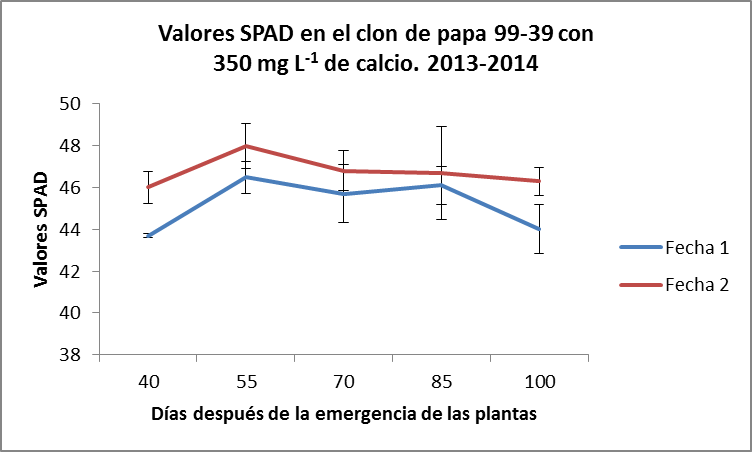 Valores SPAD en el clon de papa 99-39 con
350 mg L-1 de calcio. 2013-2014
50
48
46
44
42
40
38
Valores SPAD
40 55 70 85 100
Días después de la emergencia de las plantas
Fecha 1
Fecha 2